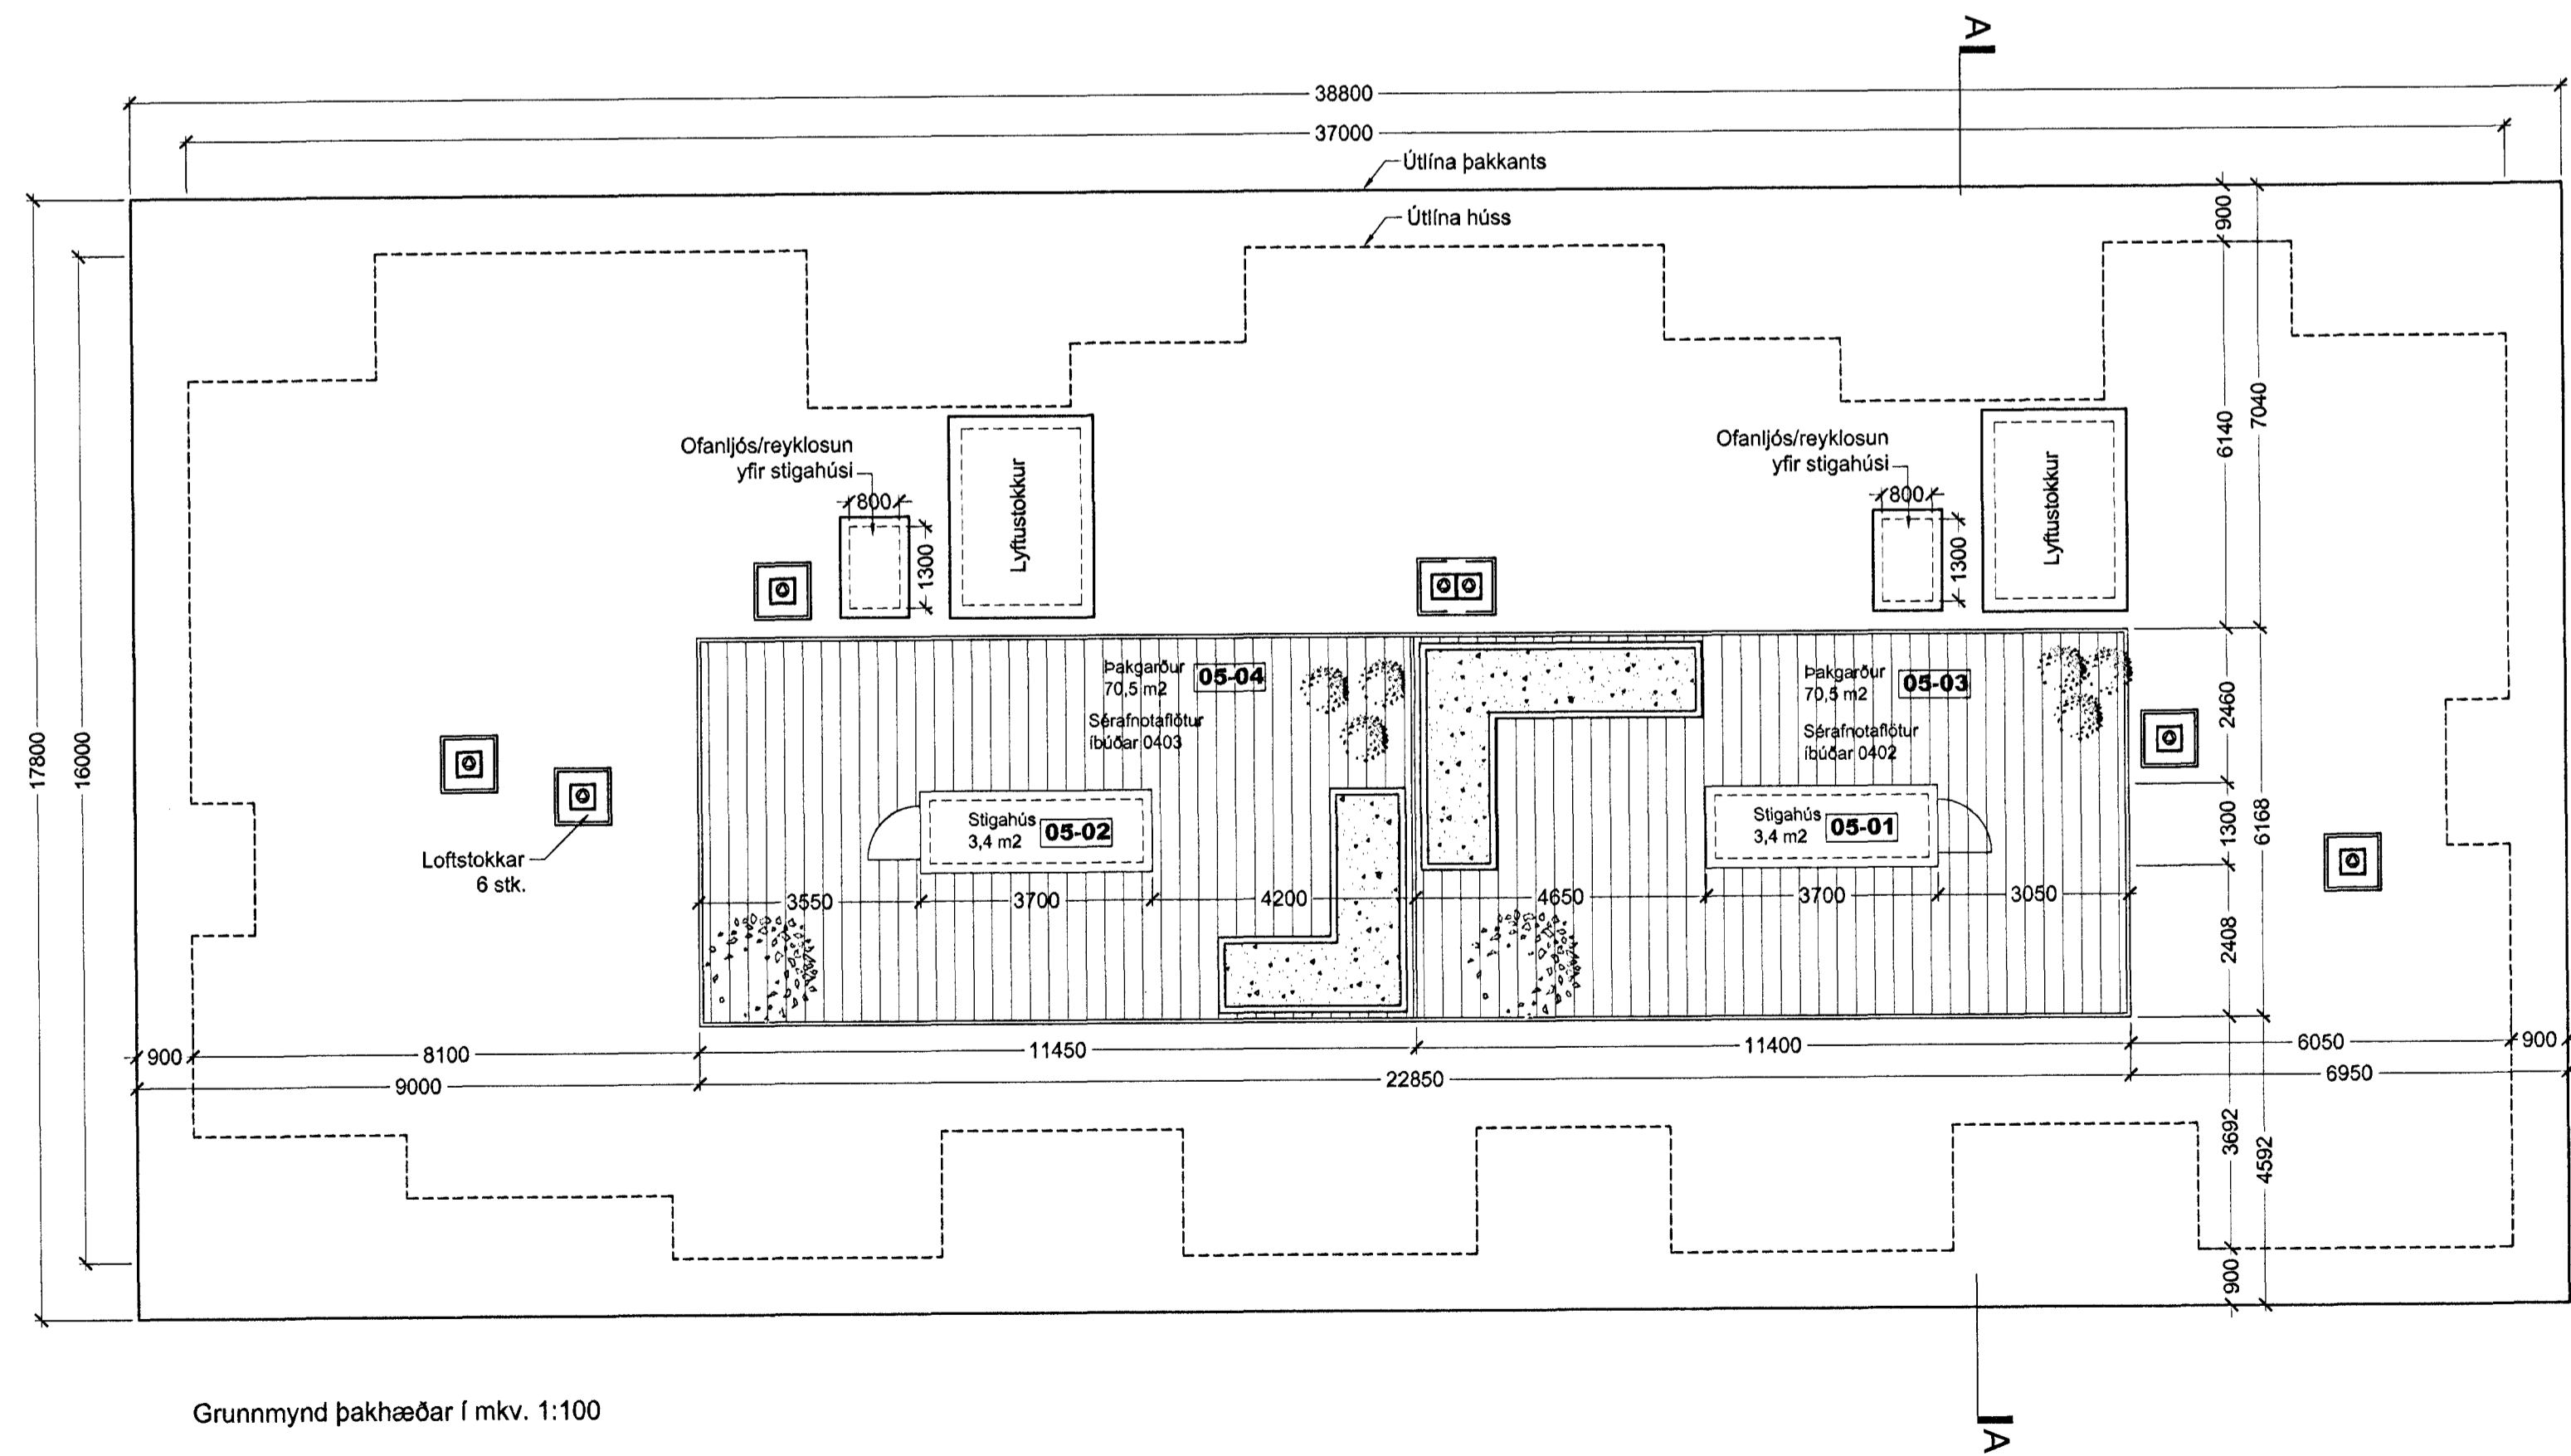 A
38800
37000
Útlína þakkants
Útlína húss
900
6140
7040
17800
16000
Ofanljós/reyklosun
yfir stigahúsi
800
1300
Lyftustokkur
Ofanljós/reyklosun
yfir stigahúsi
800
1300
Lyftustokkur
Þakgarður
70,5 m2
05-04
Sérafnotaflötur
íbúðar 0403
Þakgarður
70,5 m2
05-03
Sérafnotaflötur
íbúðar 0402
2460
1300
2408
6168
Stigahús
3,4 m2
05-02
Stigahús
3,4 m2
05-01
Loftstokkar
6 stk.
3550
3700
4200
4650
3700
3050
900
8100
11450
11400
6050
900
9000
22850
6950
3692
4592
900
Grunnmynd þakhæðar í mkv. 1:100
A